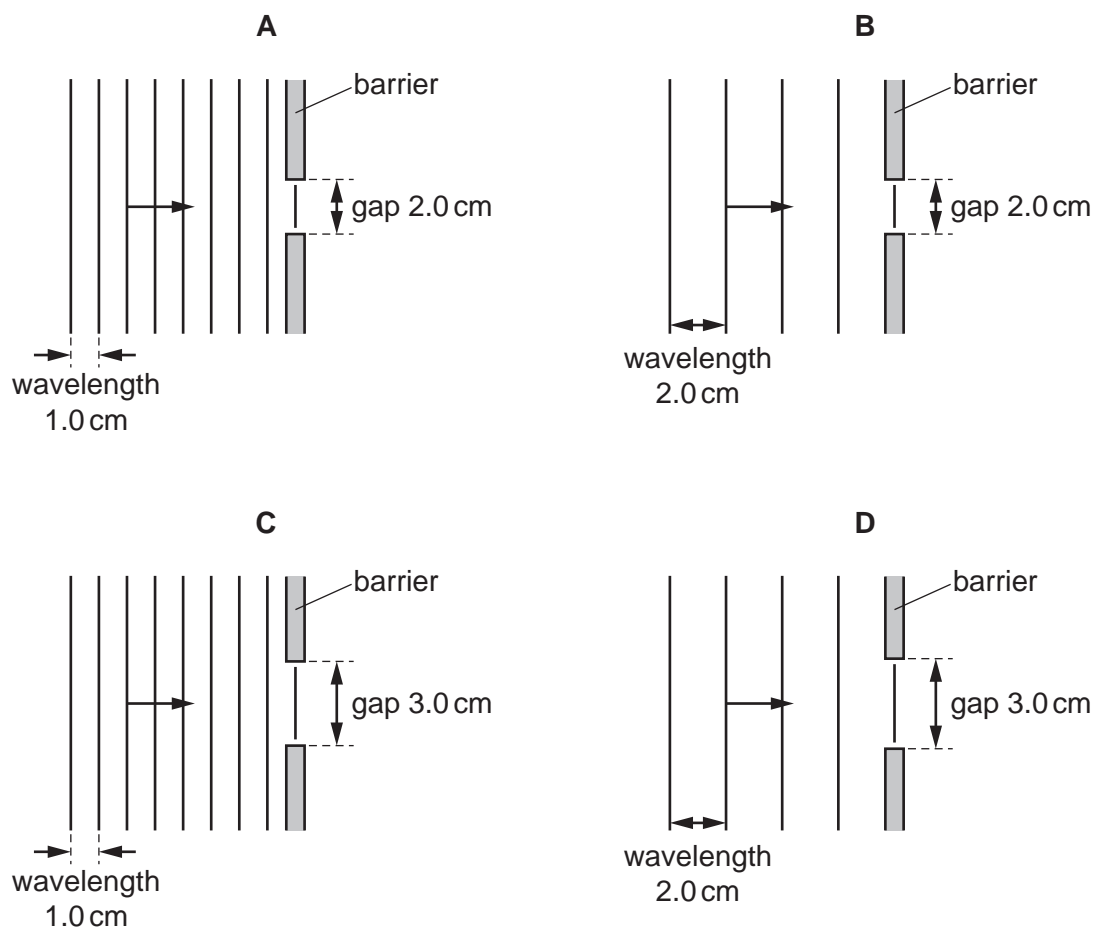 A
barrier
gap 2.0 cm
wavelength
1.0 cm
B
barrier
gap 2.0 cm
wavelength
2.0 cm
C
barrier
gap 3.0 cm
wavelength
1.0 cm
D
barrier
gap 3.0 cm
wavelength
2.0 cm